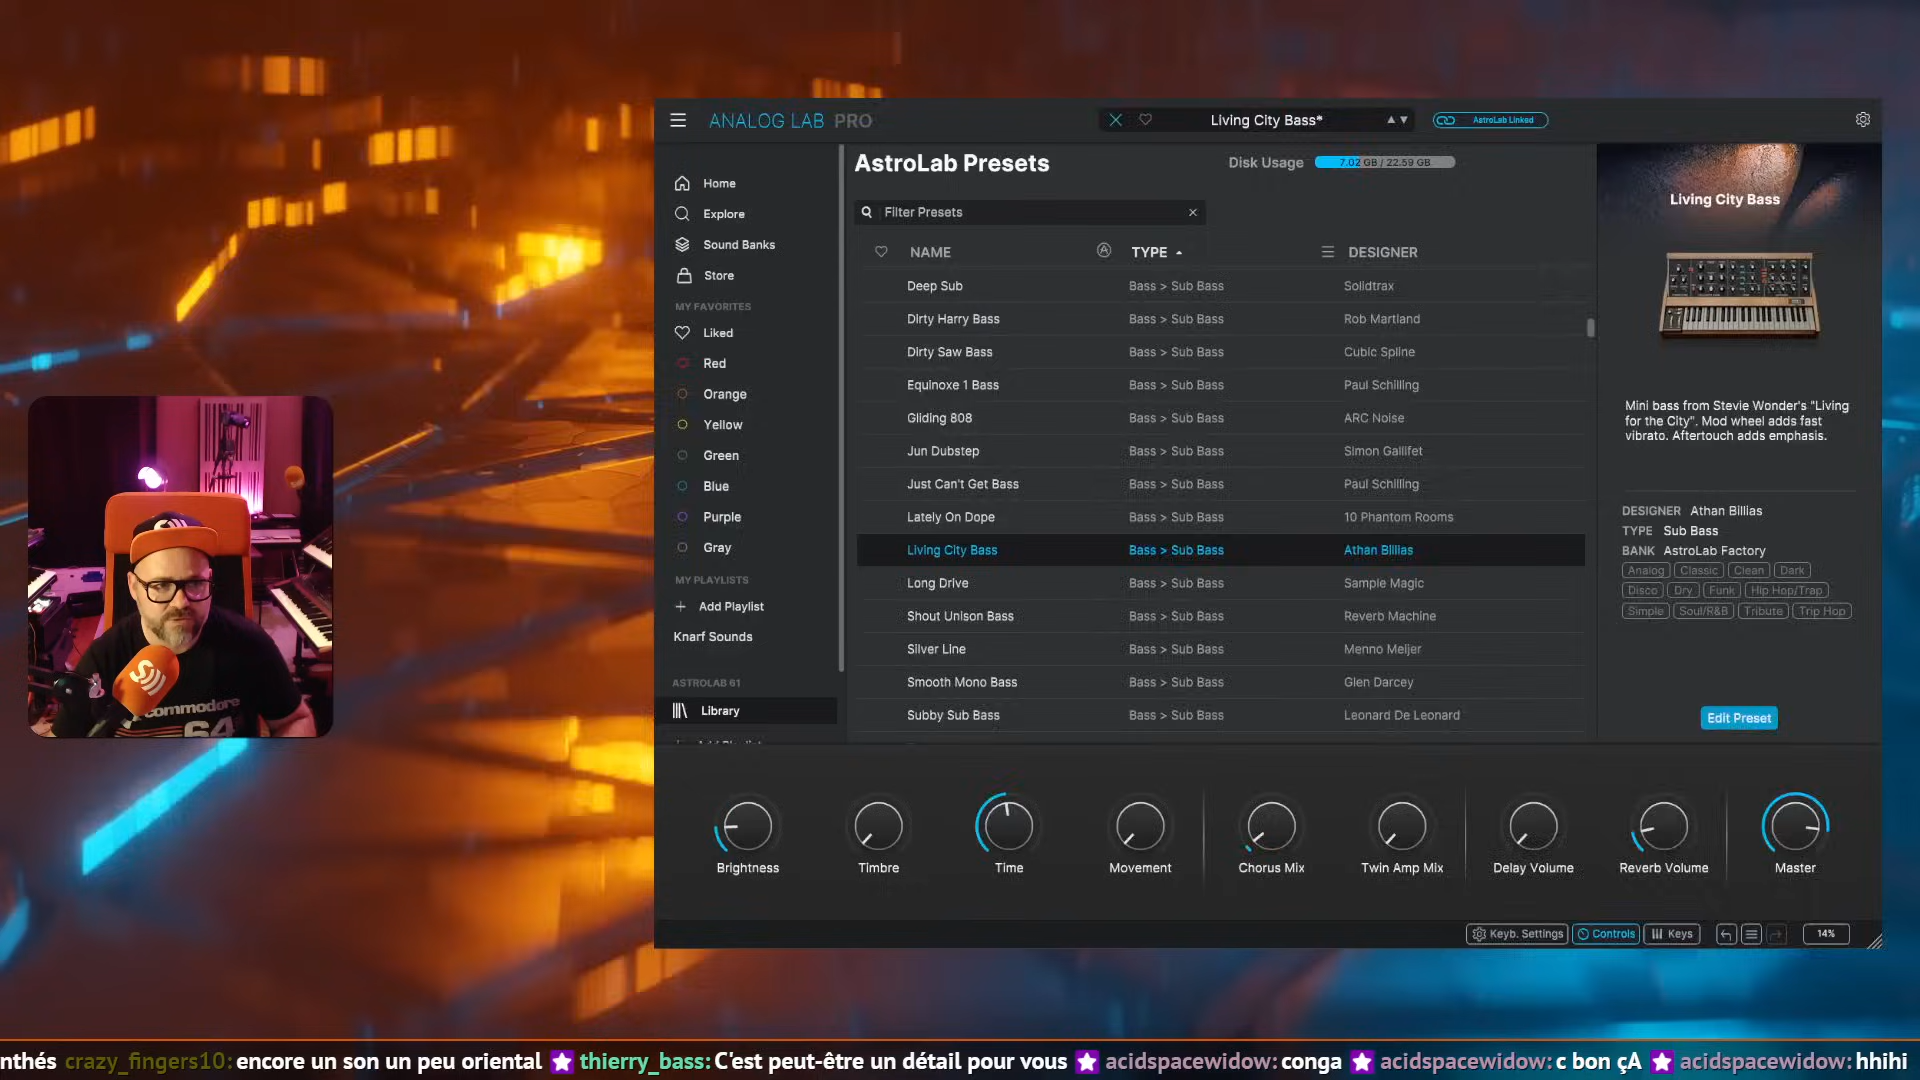 ANALOG LAB PRO
Living City Bass*
AstroLab Linked
AstroLab Presets
Disk Usage 7.02 GB / 22.59 GB
Filter Presets
NAME TYPE DESIGNER
Deep Sub Bass > Sub Bass Solidtrax
Dirty Harry Bass Bass > Sub Bass Rob Martland
Dirty Saw Bass Bass > Sub Bass Cubic Spline
Equinoxe 1 Bass Bass > Sub Bass Paul Schilling
Gliding 808 Bass > Sub Bass ARC Noise
Jun Dubstep Bass > Sub Bass Simon Gallifet
Just Can't Get Bass Bass > Sub Bass Paul Schilling
Lately On Dope Bass > Sub Bass 10 Phantom Rooms
Living City Bass Bass > Sub Bass Athan Billias
Long Drive Bass > Sub Bass Sample Magic
Shout Unison Bass Bass > Sub Bass Reverb Machine
Silver Line Bass > Sub Bass Menno Meijer
Smooth Mono Bass Bass > Sub Bass Glen Darcey
Subby Sub Bass Bass > Sub Bass Leonard De Leonard
Home
Explore
Sound Banks
Store
MY FAVORITES
Liked
Red
Orange
Yellow
Green
Blue
Purple
Gray
MY PLAYLISTS
Add Playlist
Knarf Sounds
ASTROLAB 61
Library
Living City Bass
Mini bass from Stevie Wonder's "Living
for the City". Mod wheel adds fast
vibrato. Aftertouch adds emphasis.
DESIGNER Athan Billias
TYPE Sub Bass
BANK AstroLab Factory
Analog Classic Clean Dark
Disco Dry Funk Hip Hop/Trap
Simple Soul/R&B Tribute Trip Hop
Edit Preset
Brightness Timbre Time Movement Chorus Mix Twin Amp Mix Delay Volume Reverb Volume Master
Keyb. Settings Controls Keys 14%
commodore
64
nthés crazy_fingers10: encore un son un peu oriental thierry_bass: C'est peut-être un détail pour vous acidspacewidow: conga acidspacewidow: c bon çA acidspacewidow: hhihi